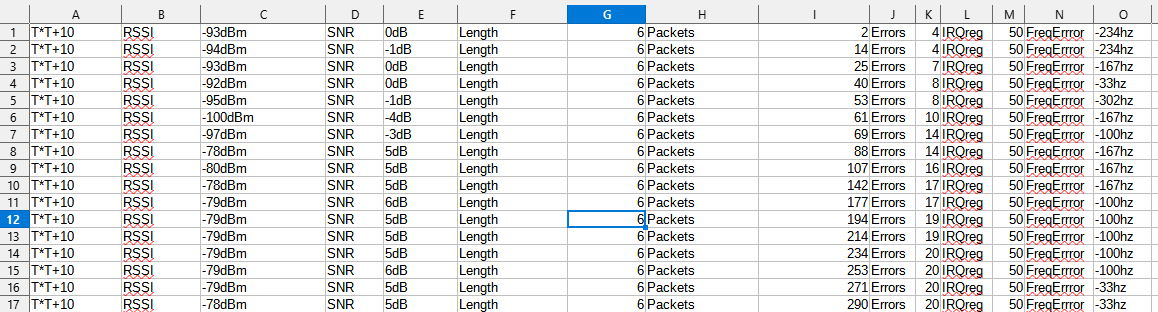 A B C D E F G H I J K L M N O
1 T*T+10 RSSI -93dBm SNR 0dB Length 6 Packets 2 Errors 4 IRQreg 50 FreqErrror -234hz
2 T*T+10 RSSI -94dBm SNR -1dB Length 6 Packets 14 Errors 6 IRQreg 50 FreqErrror -234hz
3 T*T+10 RSSI -93dBm SNR 0dB Length 6 Packets 25 Errors 7 IRQreg 50 FreqErrror -167hz
4 T*T+10 RSSI -92dBm SNR 0dB Length 6 Packets 40 Errors 8 IRQreg 50 FreqErrror -33hz
5 T*T+10 RSSI -95dBm SNR -1dB Length 6 Packets 53 Errors 8 IRQreg 50 FreqErrror -302hz
6 T*T+10 RSSI -100dBm SNR -4dB Length 6 Packets 61 Errors 10 IRQreg 50 FreqErrror -167hz
7 T*T+10 RSSI -97dBm SNR -3dB Length 6 Packets 69 Errors 14 IRQreg 50 FreqErrror -100hz
8 T*T+10 RSSI -78dBm SNR 5dB Length 6 Packets 88 Errors 14 IRQreg 50 FreqErrror -167hz
9 T*T+10 RSSI -80dBm SNR 5dB Length 6 Packets 107 Errors 16 IRQreg 50 FreqErrror -167hz
10 T*T+10 RSSI -78dBm SNR 5dB Length 6 Packets 142 Errors 17 IRQreg 50 FreqErrror -167hz
11 T*T+10 RSSI -79dBm SNR 6dB Length 6 Packets 177 Errors 17 IRQreg 50 FreqErrror -100hz
12 T*T+10 RSSI -79dBm SNR 5dB Length 6 Packets 194 Errors 19 IRQreg 50 FreqErrror -100hz
13 T*T+10 RSSI -79dBm SNR 5dB Length 6 Packets 214 Errors 19 IRQreg 50 FreqErrror -100hz
14 T*T+10 RSSI -79dBm SNR 5dB Length 6 Packets 234 Errors 20 IRQreg 50 FreqErrror -100hz
15 T*T+10 RSSI -79dBm SNR 6dB Length 6 Packets 253 Errors 20 IRQreg 50 FreqErrror -100hz
16 T*T+10 RSSI -79dBm SNR 5dB Length 6 Packets 271 Errors 20 IRQreg 50 FreqErrror -33hz
17 T*T+10 RSSI -78dBm SNR 5dB Length 6 Packets 290 Errors 20 IRQreg 50 FreqErrror -33hz